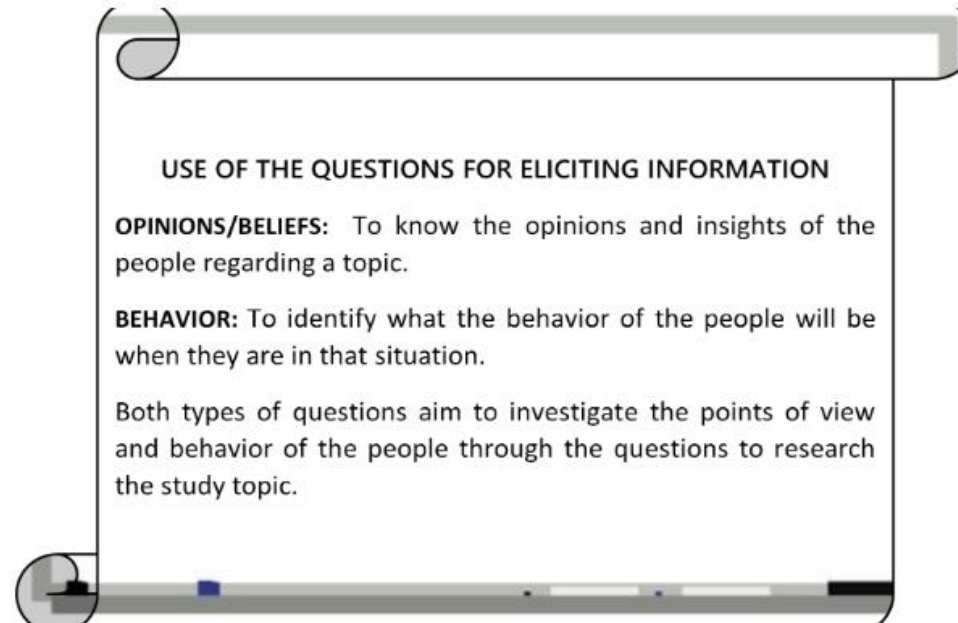 USE OF THE QUESTIONS FOR ELICITING INFORMATION
OPINIONS/BELIEFS: To know the opinions and insights of the
people regarding a topic.
BEHAVIOR: To identify what the behavior of the people will be
when they are in that situation.
Both types of questions aim to investigate the points of view
and behavior of the people through the questions to research
the study topic.